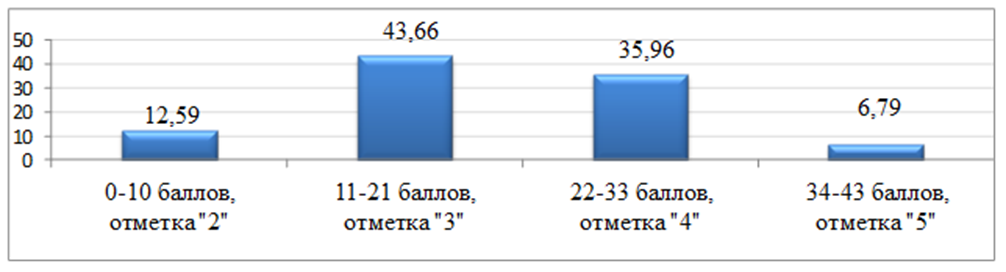 50
40
30
20
10
0
12,59
43,66
35,96
6,79
0-10 баллов,
отметка "2"
11-21 баллов,
отметка "3"
22-33 баллов,
отметка "4"
34-43 баллов,
отметка "5"